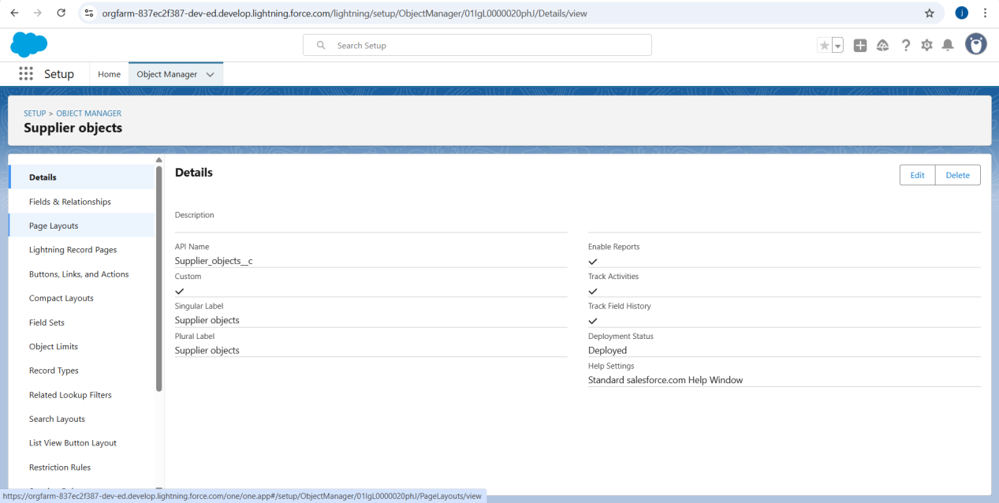 orgfarm-837ec2f387-dev-ed.develop.lightning.force.com/lightning/setup/ObjectManager/01IgL0000020phJ/Details/view
j
Search Setup
Setup
Home
Object Manager
SETUP > OBJECT MANAGER
Supplier objects
Details
Fields & Relationships
Page Layouts
Lightning Record Pages
Buttons, Links, and Actions
Compact Layouts
Field Sets
Object Limits
Record Types
Related Lookup Filters
Search Layouts
List View Button Layout
Restriction Rules
Details
Edit
Delete
Description
API Name
Supplier_objects__c
Custom
Singular Label
Supplier objects
Plural Label
Supplier objects
Enable Reports
Track Activities
Track Field History
Deployment Status
Deployed
Help Settings
Standard salesforce.com Help Window
https://orgfarm-837ec2f387-dev-ed.develop.lightning.force.com/one/one.app#/setup/ObjectManager/01IgL0000020phJ/PageLayouts/view